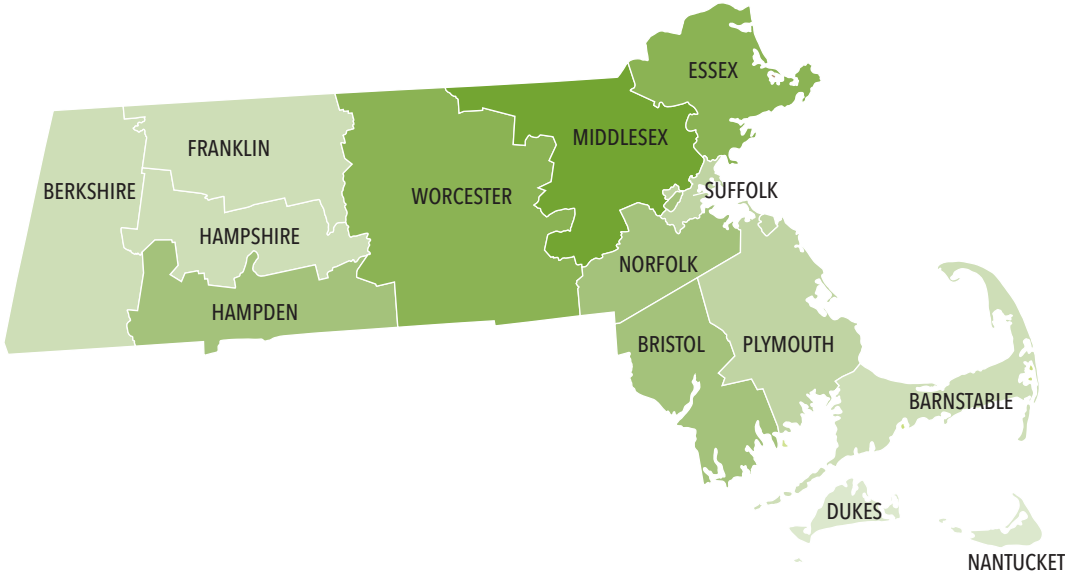 ESSEX
MIDDLESEX
FRANKLIN
BERKSHIRE
SUFFOLK
WORCESTER
HAMPSHIRE
NORFOLK
HAMPDEN
BRISTOL
PLYMOUTH
BARNSTABLE
DUKES
NANTUCKET